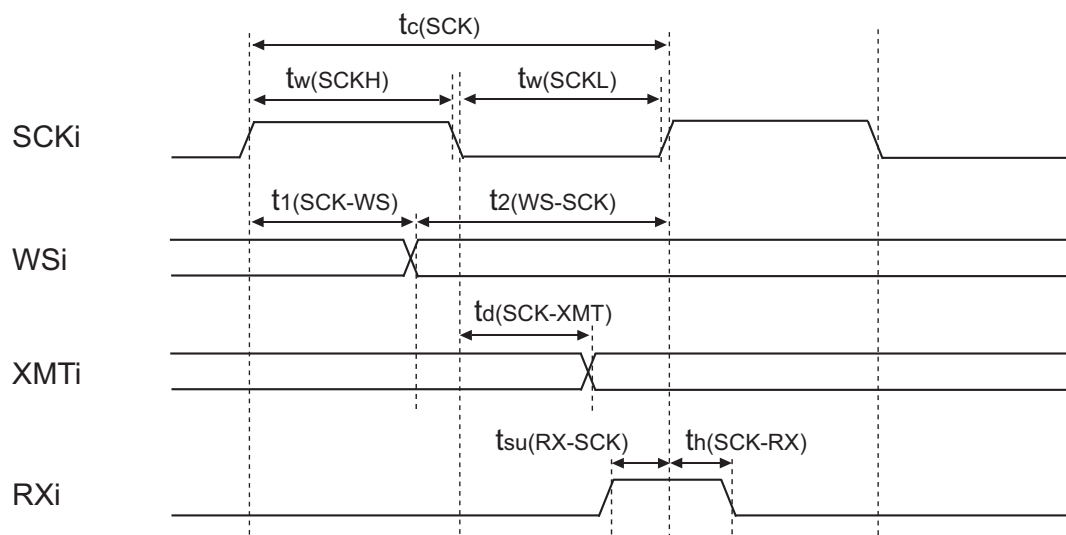 tc(SCK)
tw(SCKH) tw(SCKL)
SCKi
t1(SCK-WS) t2(WS-SCK)
WSi
td(SCK-XMT)
XMTi
tsu(RX-SCK) th(SCK-RX)
RXi